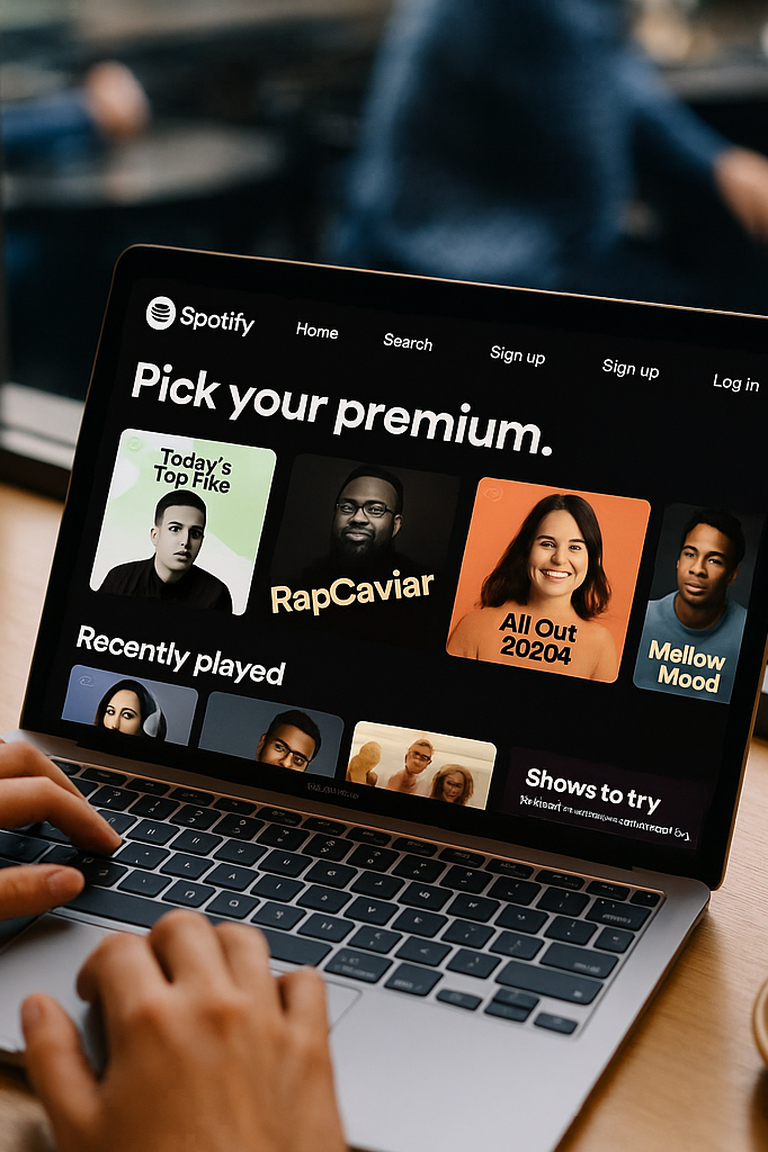 Spotify
Home
Search
Sign up
Sign up
Log in
Pick your premium.
Today's
Top Fike
RapCaviar
All Out
20204
Mellow
Mood
Recently played
Shows to try